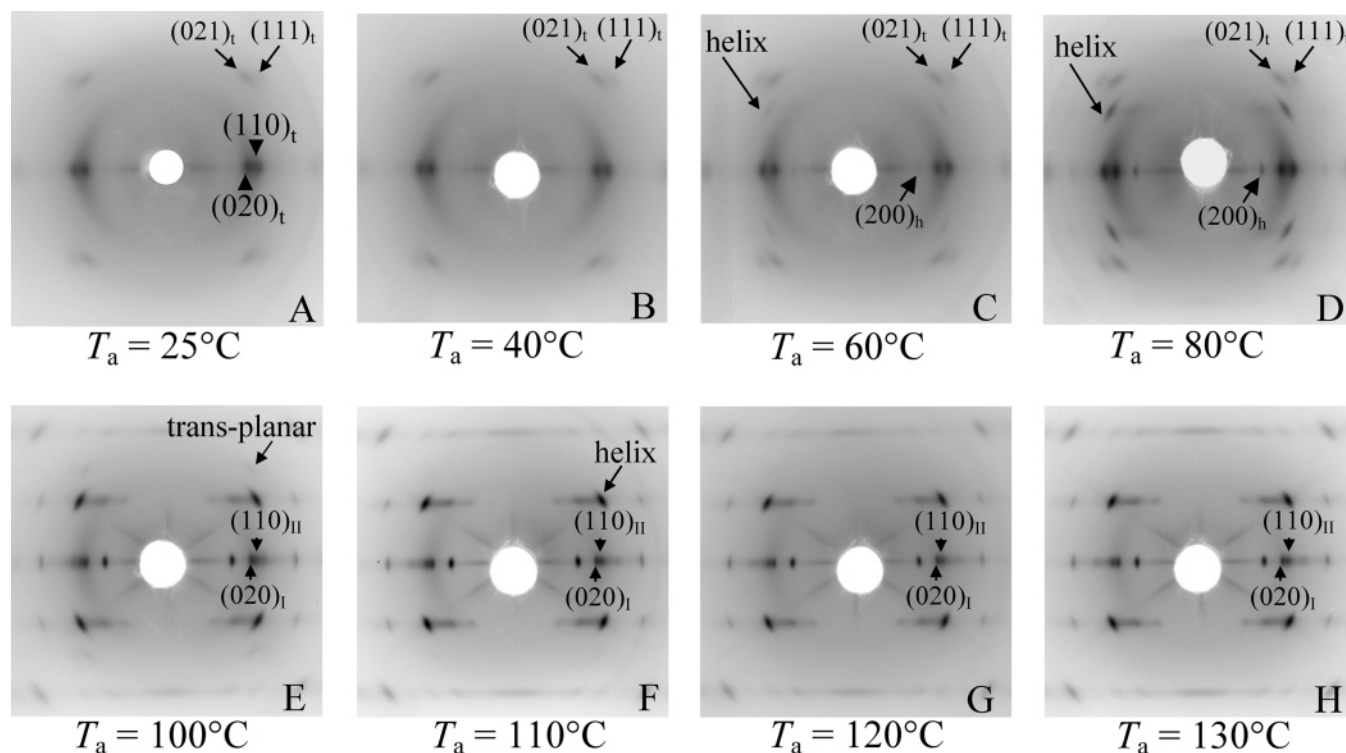 (021)t (111)t
(110)t
(020)t
A
Ta = 25°C
(021)t (111)t
B
Ta = 40°C
helix
(021)t (111)t
(200)h
C
Ta = 60°C
helix
(021)t (111)t
(200)h
D
Ta = 80°C
trans-planar
(110)II
(020)I
E
Ta = 100°C
helix
(110)II
(020)I
F
Ta = 110°C
(110)II
(020)I
G
Ta = 120°C
(110)II
(020)I
H
Ta = 130°C